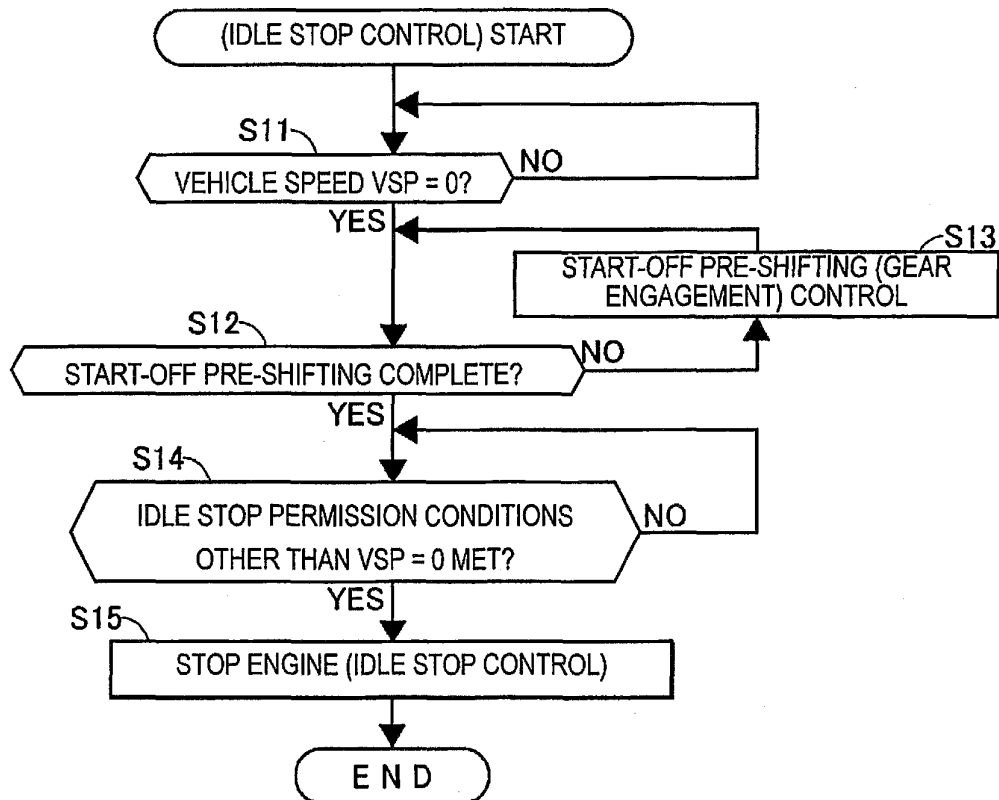 (IDLE STOP CONTROL) START
S11
VEHICLE SPEED VSP = 0?
NO
YES
S13
START-OFF PRE-SHIFTING (GEAR
ENGAGEMENT) CONTROL
S12
START-OFF PRE-SHIFTING COMPLETE?
NO
YES
S14
IDLE STOP PERMISSION CONDITIONS
OTHER THAN VSP = 0 MET?
NO
YES
S15
STOP ENGINE (IDLE STOP CONTROL)
END